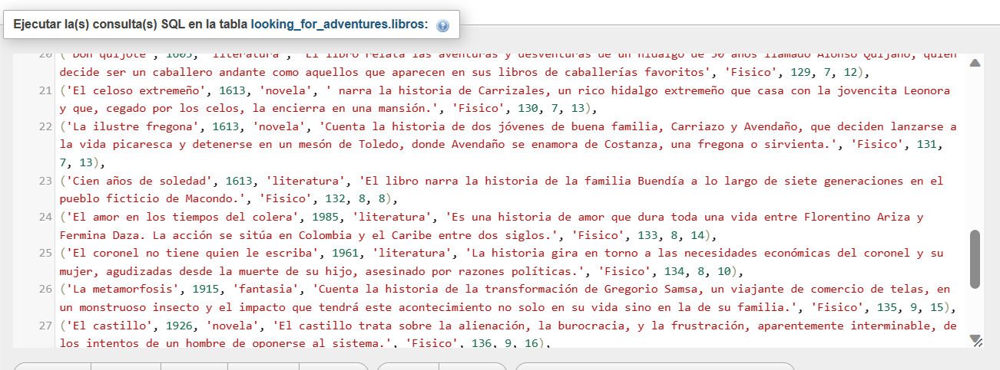 Ejecutar la(s) consulta(s) SQL en la tabla looking_for_adventures.libros:
20 ('Don quijote', 1605, 'literatura', 'El libro relata las aventuras y desventuras de un hidalgo de 50 años llamado Alonso Quijano, quien
decide ser un caballero andante como aquellos que aparecen en sus libros de caballerías favoritos', 'Fisico', 129, 7, 12),
21 ('El celoso extremeño', 1613, 'novela', ' narra la historia de Carrizales, un rico hidalgo extremeño que casa con la jovencita Leonora
y que, cegado por los celos, la encierra en una mansión.', 'Fisico', 130, 7, 13),
22 ('La ilustre fregona', 1613, 'novela', 'Cuenta la historia de dos jóvenes de buena familia, Carriazo y Avendaño, que deciden lanzarse a
la vida picaresca y detenerse en un mesón de Toledo, donde Avendaño se enamora de Costanza, una fregona o sirvienta.', 'Fisico', 131,
7, 13),
23 ('Cien años de soledad', 1613, 'literatura', 'El libro narra la historia de la familia Buendía a lo largo de siete generaciones en el
pueblo ficticio de Macondo.', 'Fisico', 132, 8, 8),
24 ('El amor en los tiempos del colera', 1985, 'literatura', 'Es una historia de amor que dura toda una vida entre Florentino Ariza y
Fermina Daza. La acción se sitúa en Colombia y el Caribe entre dos siglos.', 'Fisico', 133, 8, 14),
25 ('El coronel no tiene quien le escriba', 1961, 'literatura', 'La historia gira en torno a las necesidades económicas del coronel y su
mujer, agudizadas desde la muerte de su hijo, asesinado por razones políticas.', 'Fisico', 134, 8, 10),
26 ('La metamorfosis', 1915, 'fantasia', 'Cuenta la historia de la transformación de Gregorio Samsa, un viajante de comercio de telas, en
un monstruoso insecto y el impacto que tendrá este acontecimiento no solo en su vida sino en la de su familia.', 'Fisico', 135, 9, 15),
27 ('El castillo', 1926, 'novela', 'El castillo trata sobre la alienación, la burocracia, y la frustración, aparentemente interminable, de
los intentos de un hombre de oponerse al sistema.', 'Fisico', 136, 9, 16),